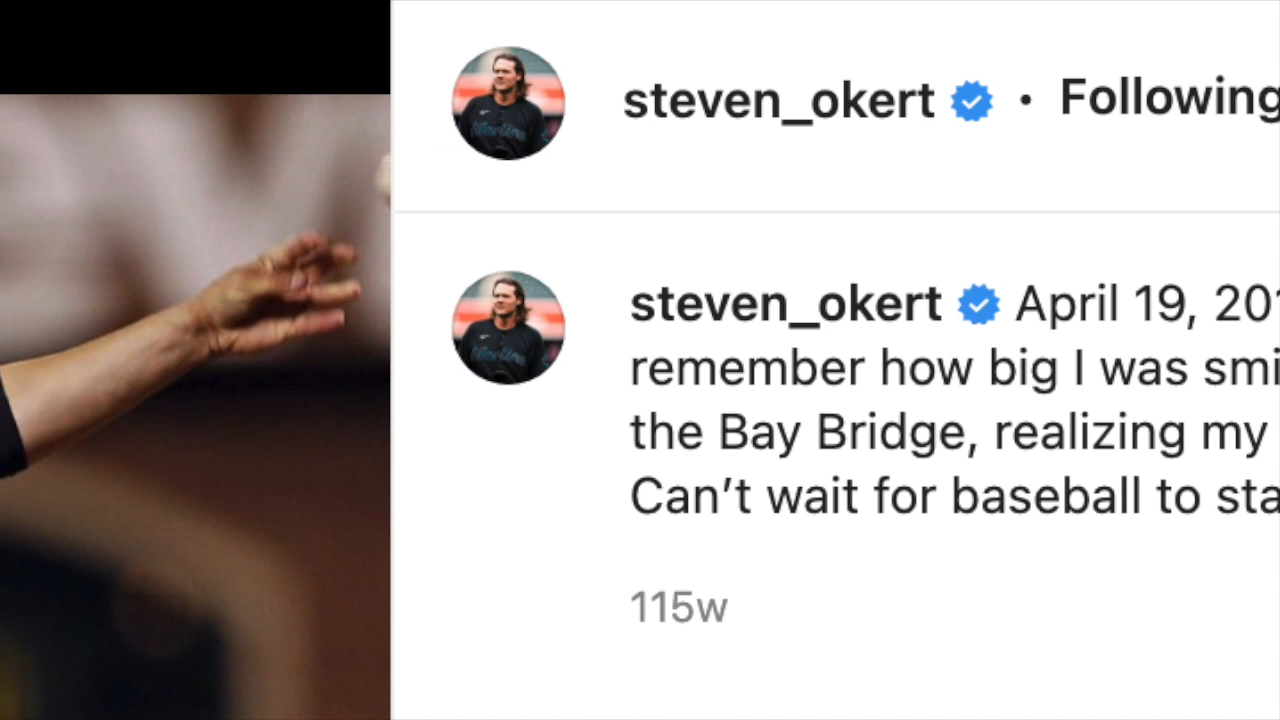 steven_okert • Following
steven_okert April 19, 20
remember how big I was smi
the Bay Bridge, realizing my
Can’t wait for baseball to sta
115w